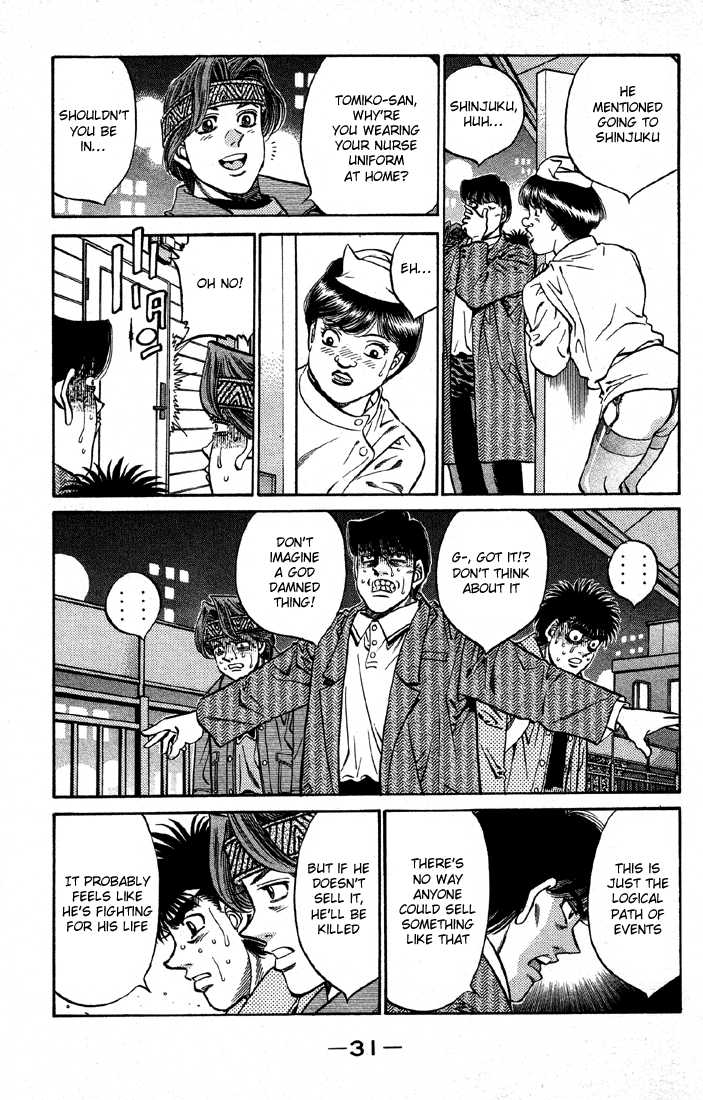 HE
MENTIONED
GOING TO
SHINJUKU
SHINJUKU,
HUH...
TOMIKO-SAN,
WHY'RE
YOU WEARING
YOUR NURSE
UNIFORM
AT HOME?
SHOULDN'T
YOU BE
IN...
EH...
OH NO!
G-, GOT IT!?
DON'T THINK
ABOUT IT
DON'T
IMAGINE
A GOD
DAMNED
THING!
THIS IS
JUST THE
LOGICAL
PATH OF
EVENTS
THERE'S
NO WAY
ANYONE
COULD SELL
SOMETHING
LIKE THAT
BUT IF HE
DOESN'T
SELL IT,
HE'LL BE
KILLED
IT PROBABLY
FEELS LIKE
HE'S FIGHTING
FOR HIS LIFE
—31—